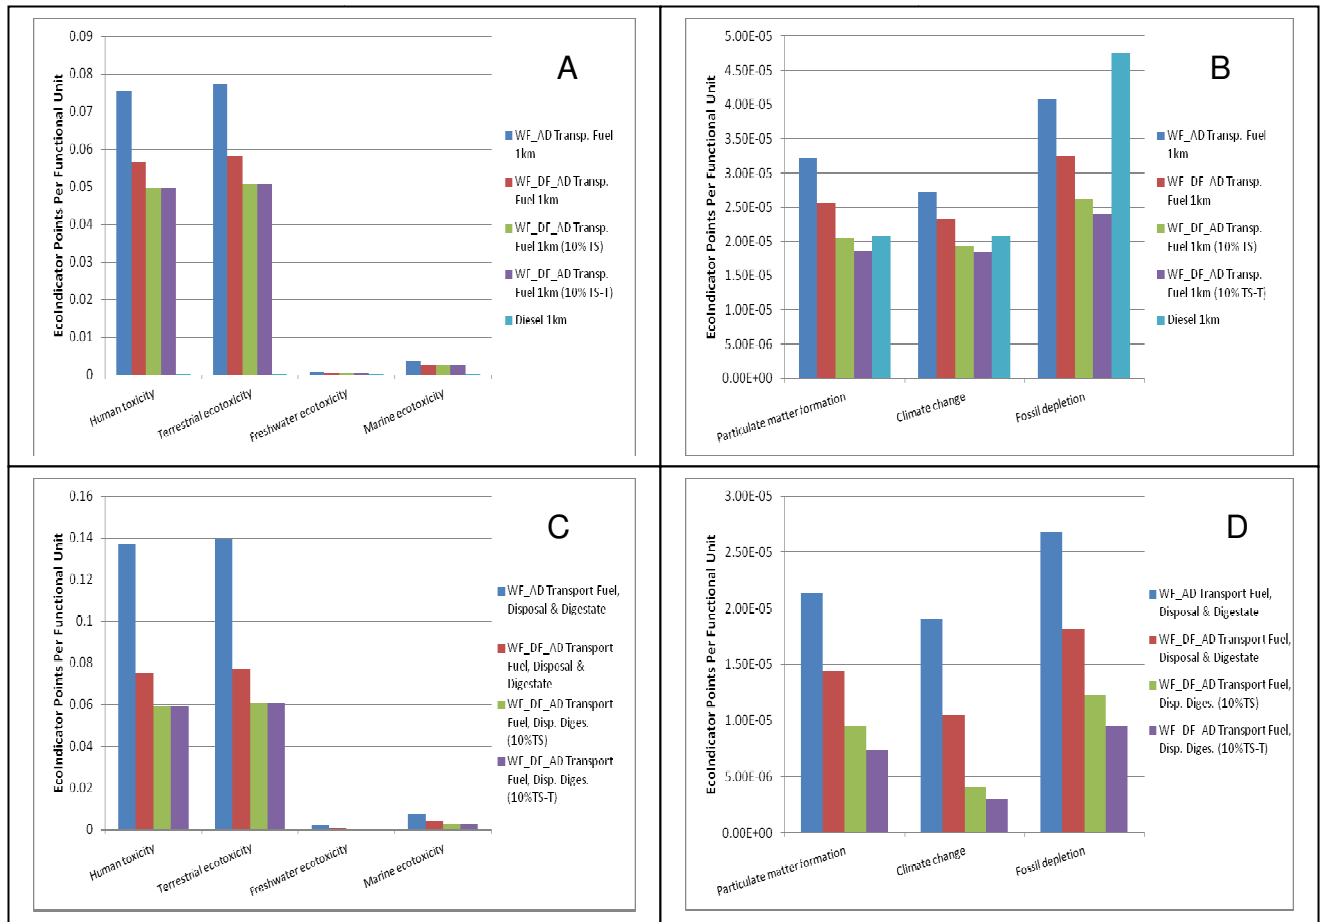 A
EcoIndicator Points Per Functional Unit
0.09
0.08
0.07
0.06
0.05
0.04
0.03
0.02
0.01
0
Human toxicity
Terrestrial ecotoxicity
Freshwater ecotoxicity
Marine ecotoxicity
WF_AD Transp. Fuel
1km
WF_DF_AD Transp.
Fuel 1km
WF_DF_AD Transp.
Fuel 1km (10%TS)
WF_DF_AD Transp.
Fuel 1km (10%TS-T)
Diesel 1km
B
EcoIndicator Points Per Functional Unit
5.00E-05
4.50E-05
4.00E-05
3.50E-05
3.00E-05
2.50E-05
2.00E-05
1.50E-05
1.00E-05
5.00E-06
0.00E+00
Particulate matter formation
Climate change
Fossil depletion
WF_AD Transp. Fuel
1km
WF_DF_AD Transp.
Fuel 1km
WF_DF_AD Transp.
Fuel 1km (10%TS)
WF_DF_AD Transp.
Fuel 1km (10%TS-T)
Diesel 1km
C
EcoIndicator Points Per Functional Unit
0.16
0.14
0.12
0.1
0.08
0.06
0.04
0.02
0
Human toxicity
Terrestrial ecotoxicity
Freshwater ecotoxicity
Marine ecotoxicity
WF_AD Transport Fuel,
Disposal & Digestate
WF_DF_AD Transport
Fuel, Disposal &
Digestate
WF_DF_AD Transport
Fuel, Disp. Diges.
(10%TS)
WF_DF_AD Transport
Fuel, Disp. Diges.
(10%TS-T)
D
EcoIndicator Points Per Functional Unit
3.00E-05
2.50E-05
2.00E-05
1.50E-05
1.00E-05
5.00E-06
0.00E+00
Particulate matter formation
Climate change
Fossil depletion
WF_AD Transport Fuel,
Disposal & Digestate
WF_DF_AD Transport Fuel,
Disposal & Digestate
WF_DF_AD Transport Fuel,
Disp. Diges. (10%TS)
WF_DF_AD Transport Fuel,
Disp. Diges. (10%TS-T)